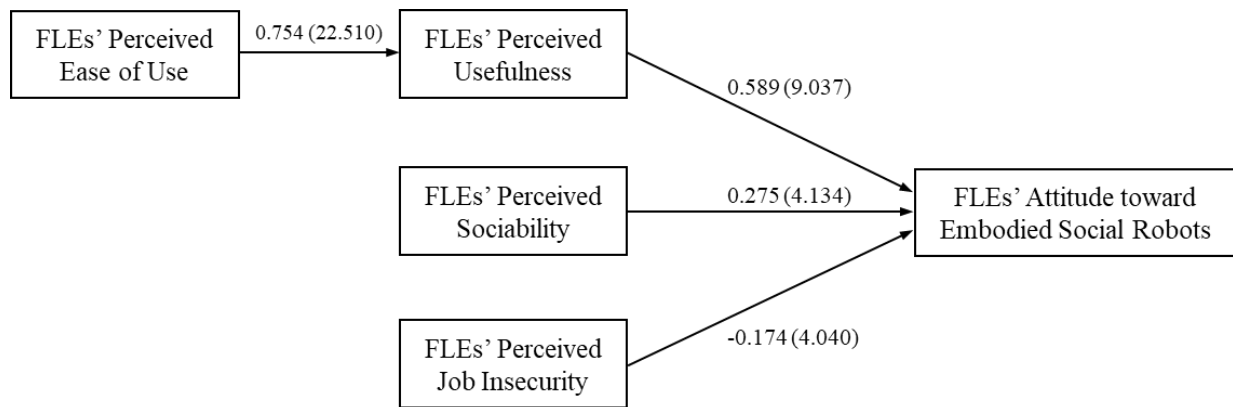 FLEs’ Perceived
Ease of Use
0.754 (22.510)
FLEs’ Perceived
Usefulness
0.589 (9.037)
FLEs’ Perceived
Sociability
0.275 (4.134)
FLEs’ Attitude toward
Embodied Social Robots
FLEs’ Perceived
Job Insecurity
-0.174 (4.040)